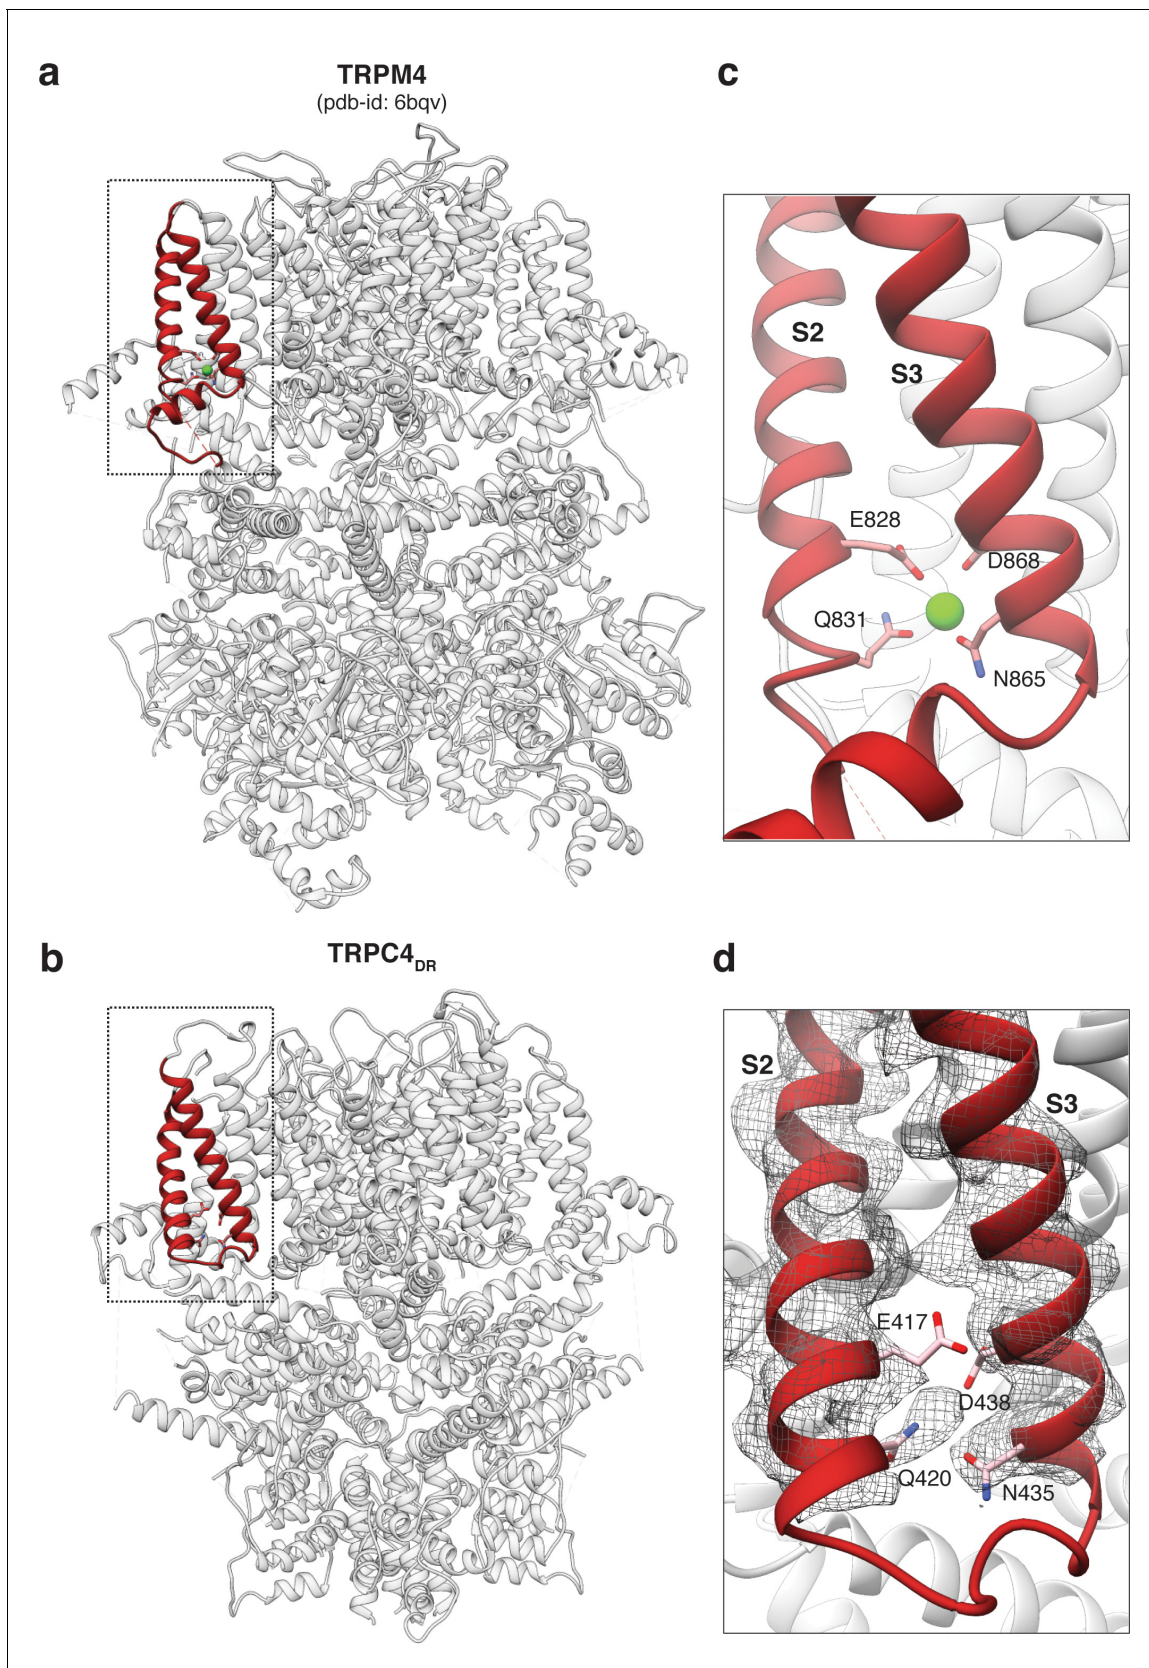 a
TRPM4
(pdb-id: 6bqv)
c
S2
S3
E828
D868
Q831
N865
b
TRPC4DR
d
S2
S3
E417
D438
Q420
N435